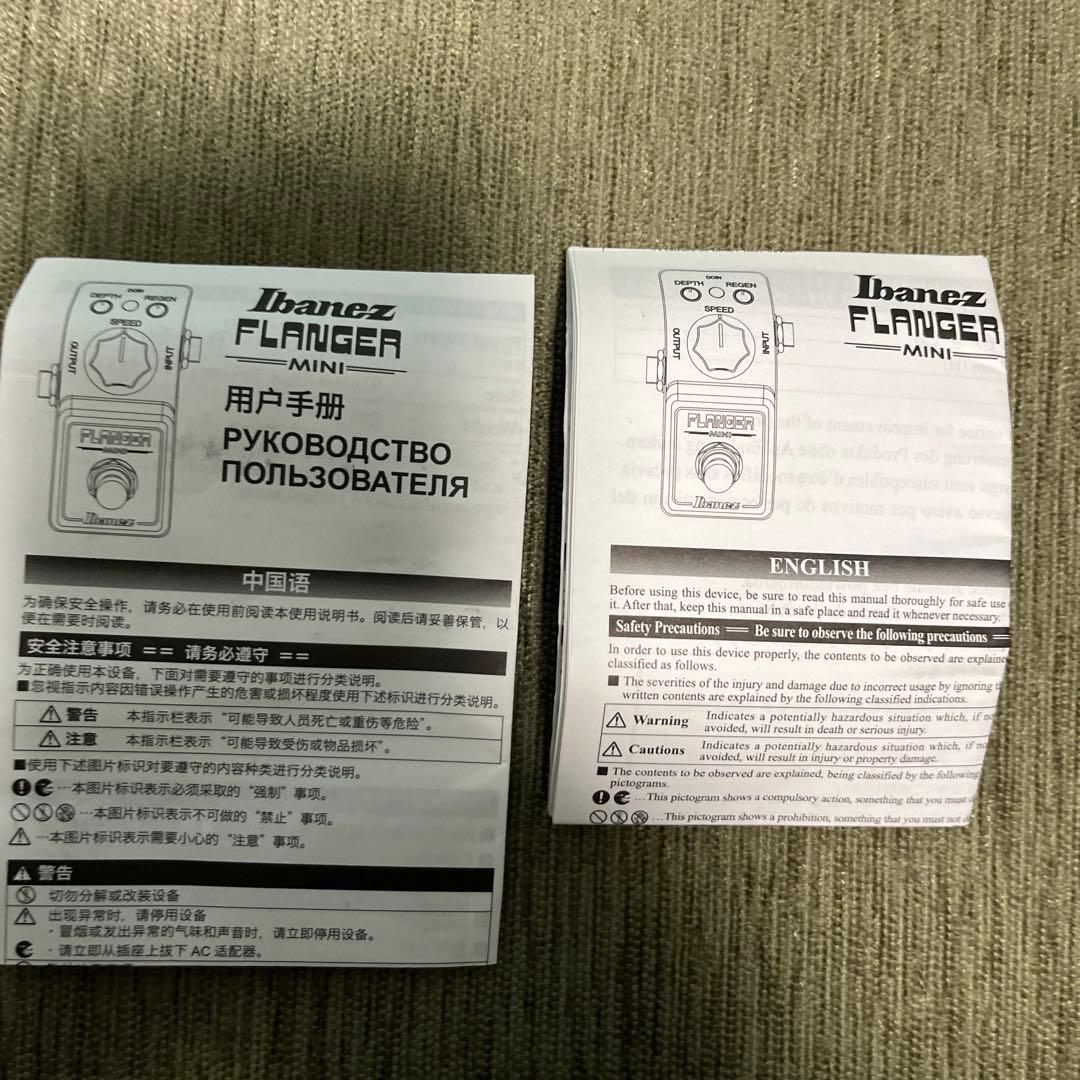 DC IN
DEPTH
REGEN
SPEED
OUTPUT
INPUT
FLANGER
MINI
Ibanez
Ibanez
FLANGER
MINI
用户手册
РУКОВОДСТВО
ПОЛЬЗОВАТЕЛЯ
中国语
为确保安全操作，请务必在使用前阅读本使用说明书。阅读后请妥善保管，以
便在需要时阅读。
安全注意事项 == 请务必遵守 ==
为正确使用本设备，下面对需要遵守的事项进行分类说明。
■忽视指示内容因错误操作产生的危害或损坏程度使用下述标识进行分类说明。
警告 本指示栏表示“可能导致人员死亡或重伤等危险”。
注意 本指示栏表示“可能导致受伤或物品损坏”。
■使用下述图片标识对要遵守的内容种类进行分类说明。
…本图片标识表示必须采取的“强制”事项。
…本图片标识表示不可做的“禁止”事项。
…本图片标识表示需要小心的“注意”事项。
警告
切勿分解或改装设备
出现异常时，请停用设备
・冒烟或发出异常的气味和声音时，请立即停用设备。
・请立即从插座上拔下 AC 适配器。
DC IN
DEPTH
REGEN
SPEED
OUTPUT
INPUT
FLANGER
MINI
Ibanez
Ibanez
FLANGER
MINI
ENGLISH
Before using this device, be sure to read this manual thoroughly for safe use
it. After that, keep this manual in a safe place and read it whenever necessary.
Safety Precautions == Be sure to observe the following precautions ==
In order to use this device properly, the contents to be observed are explaine
classified as follows.
■ The severities of the injury and damage due to incorrect usage by ignoring
written contents are explained by the following classified indications.
Warning Indicates a potentially hazardous situation which, if no
avoided, will result in death or serious injury.
Cautions Indicates a potentially hazardous situation which, if no
avoided, will result in injury or property damage.
■ The contents to be observed are explained, being classified by the following
pictograms.
…This pictogram shows a compulsory action, something that you must
…This pictogram shows a prohibition, something that you must not